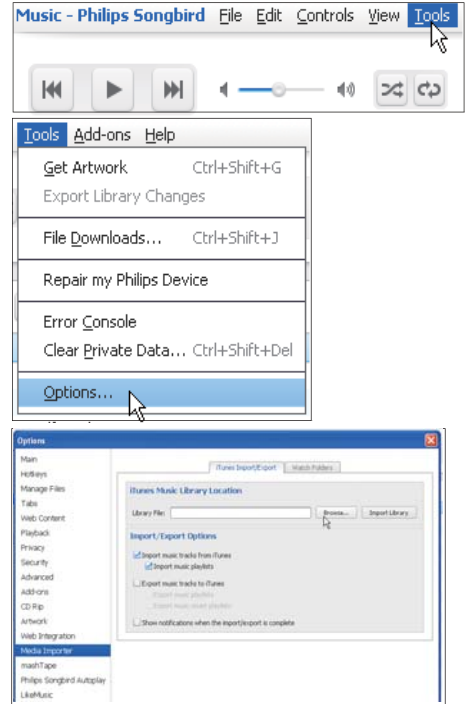 Music - Philips Songbird File Edit Controls View Tools
Tools Add-ons Help
Get Artwork Ctrl+Shift+G
Export Library Changes
File Downloads... Ctrl+Shift+J
Repair my Philips Device
Error Console
Clear Private Data... Ctrl+Shift+Del
Options...
Options
Main
Hotkeys
Manage Files
Tabs
Web Content
Playback
Privacy
Security
Advanced
Add-ons
CD Rip
Artwork
Web Integration
Media Importer
mashTape
Philips Songbird Autoplay
LikeMusic
iTunes Import/Export Watch Folders
iTunes Music Library Location
Library File: Browse... Import Library
Import/Export Options
Import music tracks from iTunes
Import music playlists
Export music tracks to iTunes
Export music playlists
Export music smart playlists
Show notifications when the import/export is complete